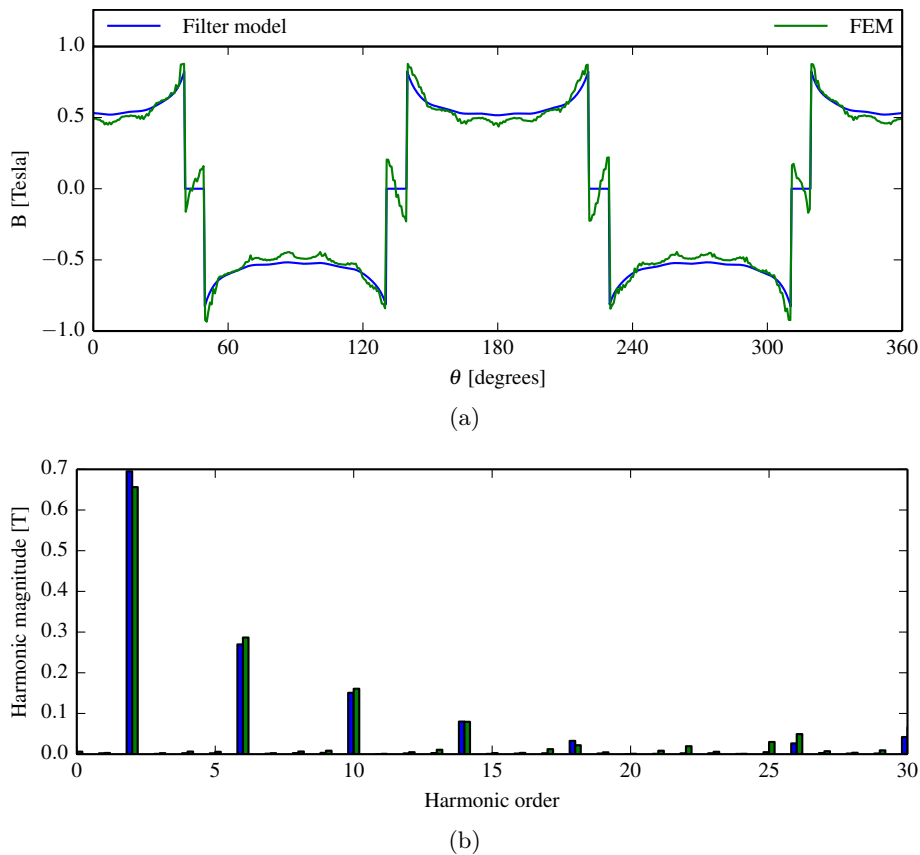 Filter model FEM
1.0
0.5
0.0
−0.5
−1.0
B [Tesla]
0 60 120 180 240 300 360
θ [degrees]
(a)
0.7
0.6
0.5
0.4
0.3
0.2
0.1
0.0
Harmonic magnitude [T]
0 5 10 15 20 25 30
Harmonic order
(b)